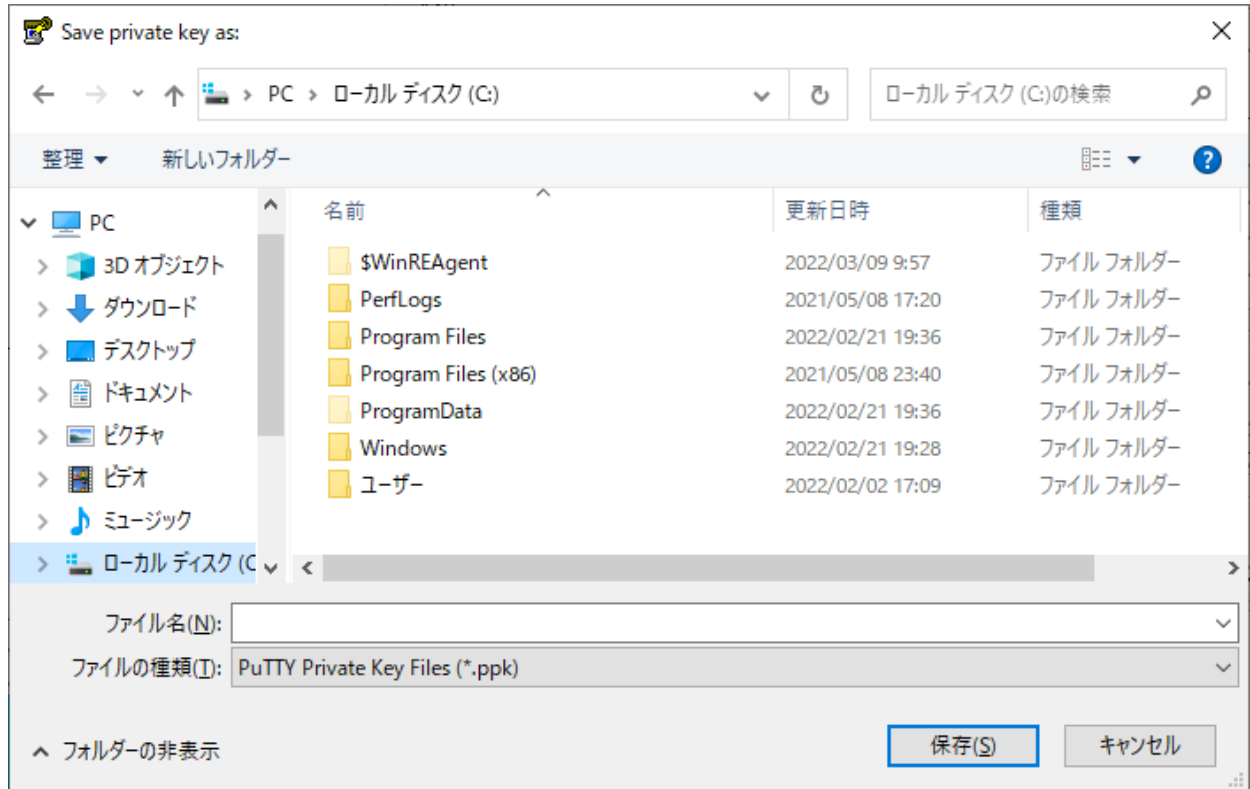 Save private key as:
PC ローカル ディスク (C:) ローカル ディスク (C:)の検索
整理 新しいフォルダー
名前 更新日時 種類
PC
3D オブジェクト
ダウンロード
デスクトップ
ドキュメント
ピクチャ
ビデオ
ミュージック
ローカル ディスク (C
$WinREAgent 2022/03/09 9:57 ファイル フォルダー
PerfLogs 2021/05/08 17:20 ファイル フォルダー
Program Files 2022/02/21 19:36 ファイル フォルダー
Program Files (x86) 2021/05/08 23:40 ファイル フォルダー
ProgramData 2022/02/21 19:36 ファイル フォルダー
Windows 2022/02/21 19:28 ファイル フォルダー
ユーザー 2022/02/02 17:09 ファイル フォルダー
ファイル名(N):
ファイルの種類(T): PuTTY Private Key Files (*.ppk)
フォルダーの非表示 保存(S) キャンセル